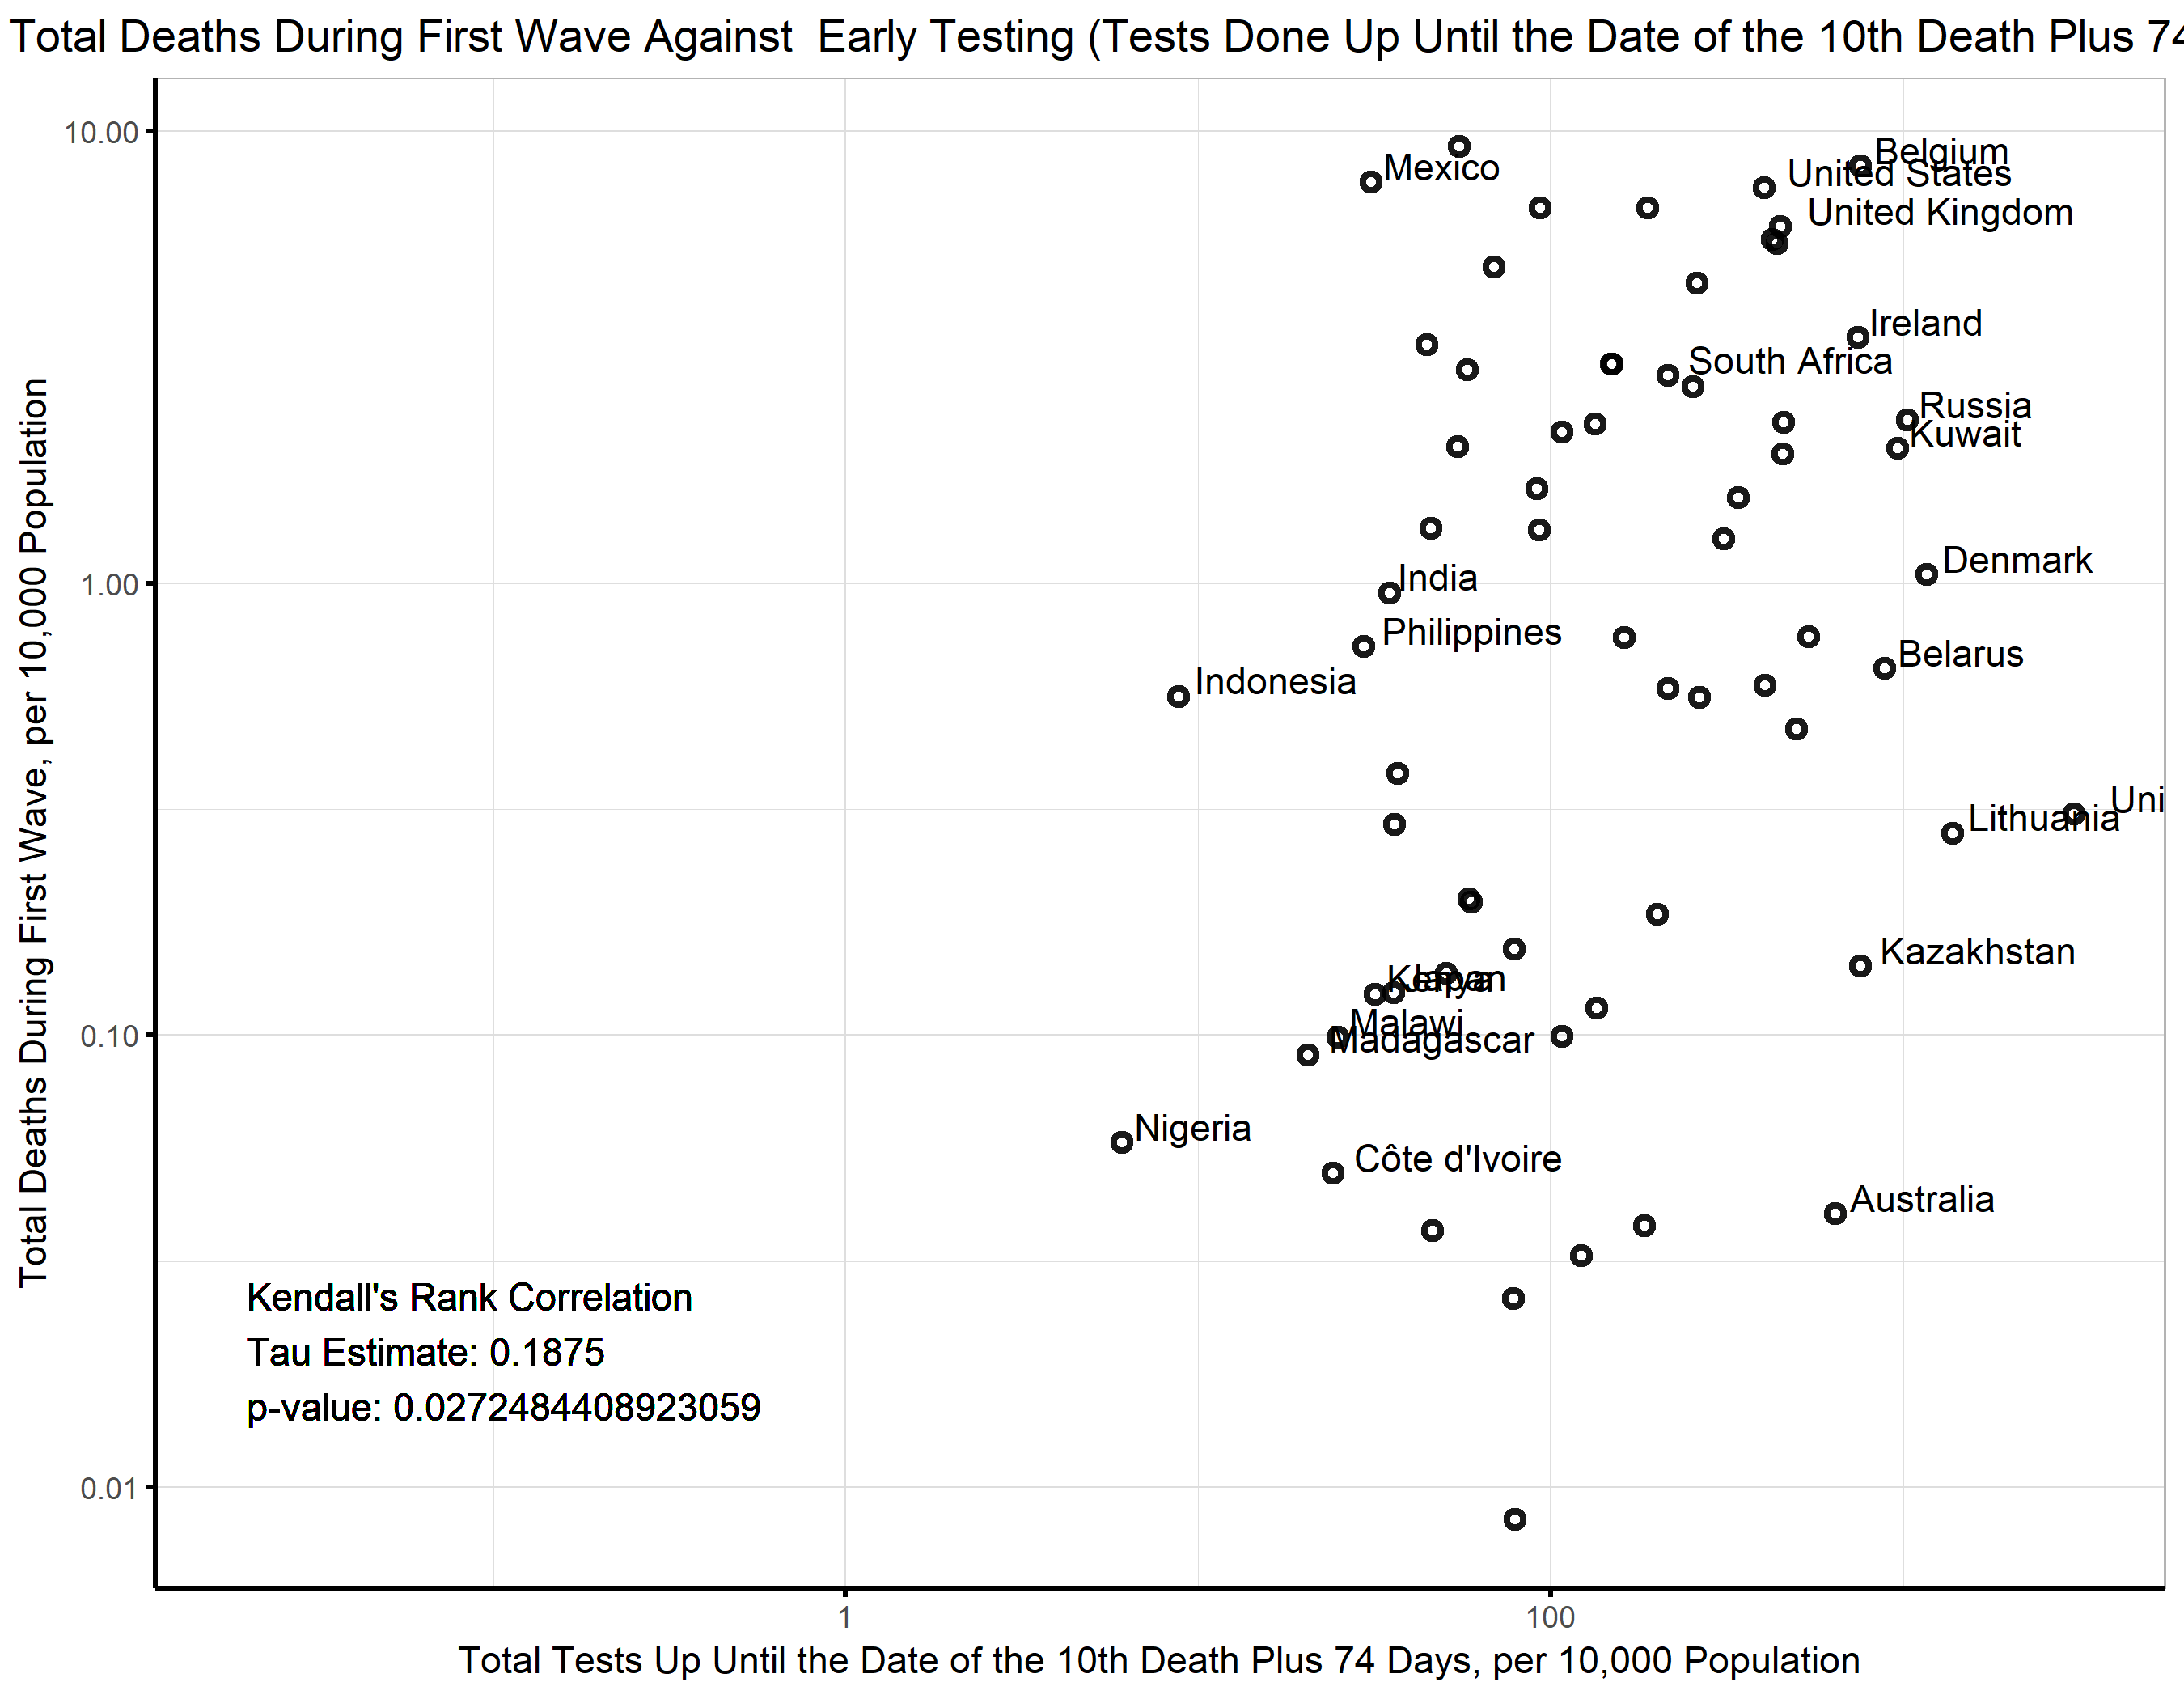 Total Deaths During First Wave Against  Early Testing (Tests Done Up Until the Date of the 10th Death Plus 74
Total Deaths During First Wave, per 10,000 Population
10.00
1.00
0.10
0.01
Belgium
Mexico
United States
United Kingdom
Ireland
South Africa
Russia
Kuwait
Denmark
India
Philippines
Belarus
Indonesia
Uni
Lithuania
Kazakhstan
Kenya
Japan
Malawi
Madagascar
Nigeria
Côte d'Ivoire
Australia
Kendall's Rank Correlation
Tau Estimate: 0.1875
p-value: 0.0272484408923059
1
100
Total Tests Up Until the Date of the 10th Death Plus 74 Days, per 10,000 Population